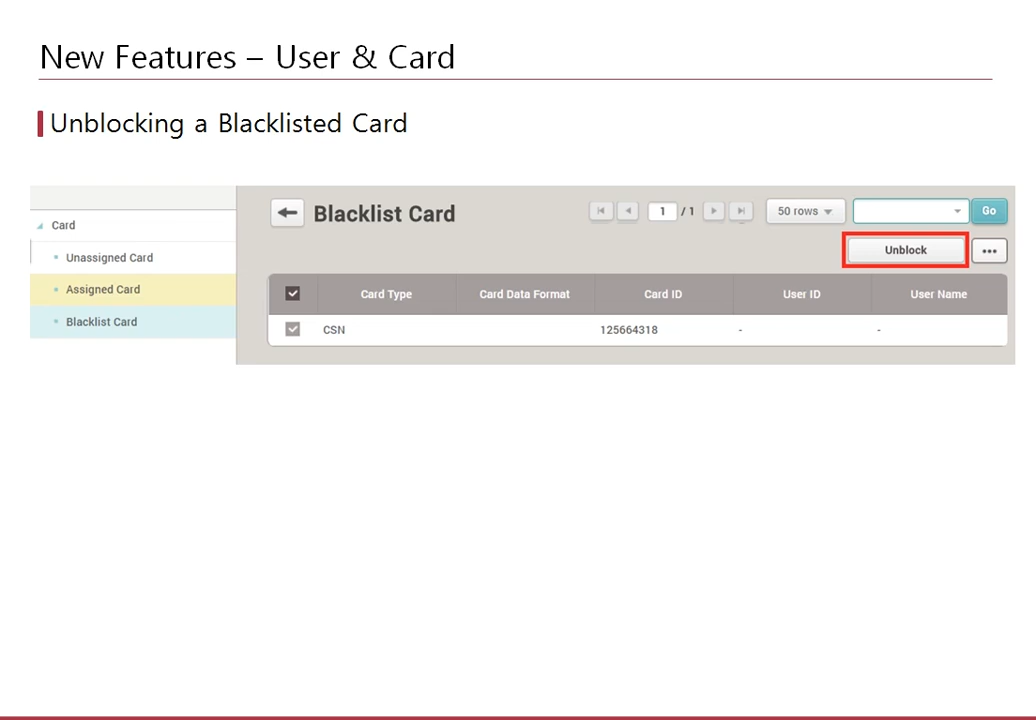 New Features – User & Card
Unblocking a Blacklisted Card
Card
Unassigned Card
Assigned Card
Blacklist Card
Blacklist Card
1 / 1
50 rows
Go
Unblock
Card Type Card Data Format Card ID User ID User Name
CSN 125664318 - -